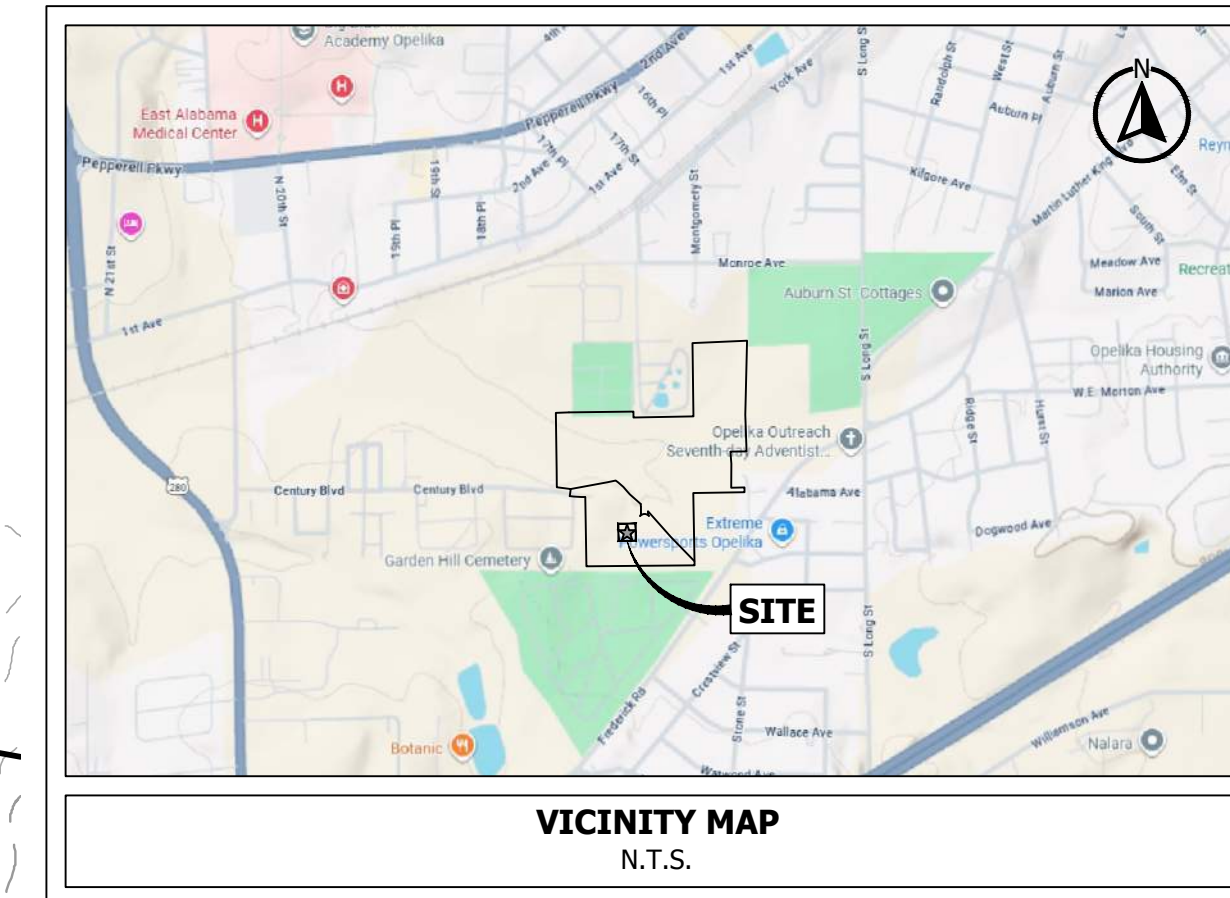 Academy Opelika
4th Pl
2nd Ave
1st Ave
York Ave
S Long S
Randolph St
West St
Auburn St
N
East Alabama
Medical Center
H
H
Pepperell Pkwy
16th Pl
Auburn Pl
Reyn
Pepperell Pkwy
17th Pl
17th St
2nd Ave
1st Ave
Kilgore Ave
Martin Luther King
Elm St
N 20th St
S 19th
19th Pl
18th Pl
Montgomery St
South St
N 21st St
Monroe Ave
Meadow Ave
Recreat
Auburn St. Cottages
Marion Ave
1st Ave
S Long St
Opelika Housing
Authority
W.E. Morton Ave
Ridge St
Hurst St
Opelika Outreach
Seventh-day Adventist...
280
Century Blvd
Century Blvd
Alabama Ave
Extreme
Powersports Opelika
Dogwood Ave
Garden Hill Cemetery
SITE
S Long St
Crestview St
Frederick Rd
Stone St
Wallace Ave
Williamson Ave
Botanic
Nalara
VICINITY MAP
N.T.S.